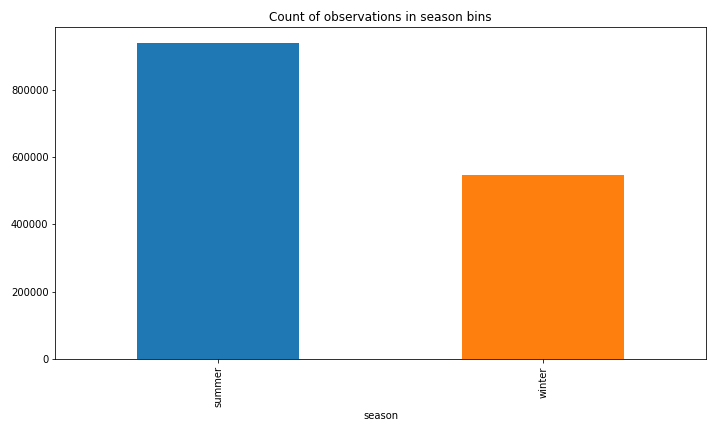 Count of observations in season bins
800000
600000
400000
200000
0
summer
winter
season